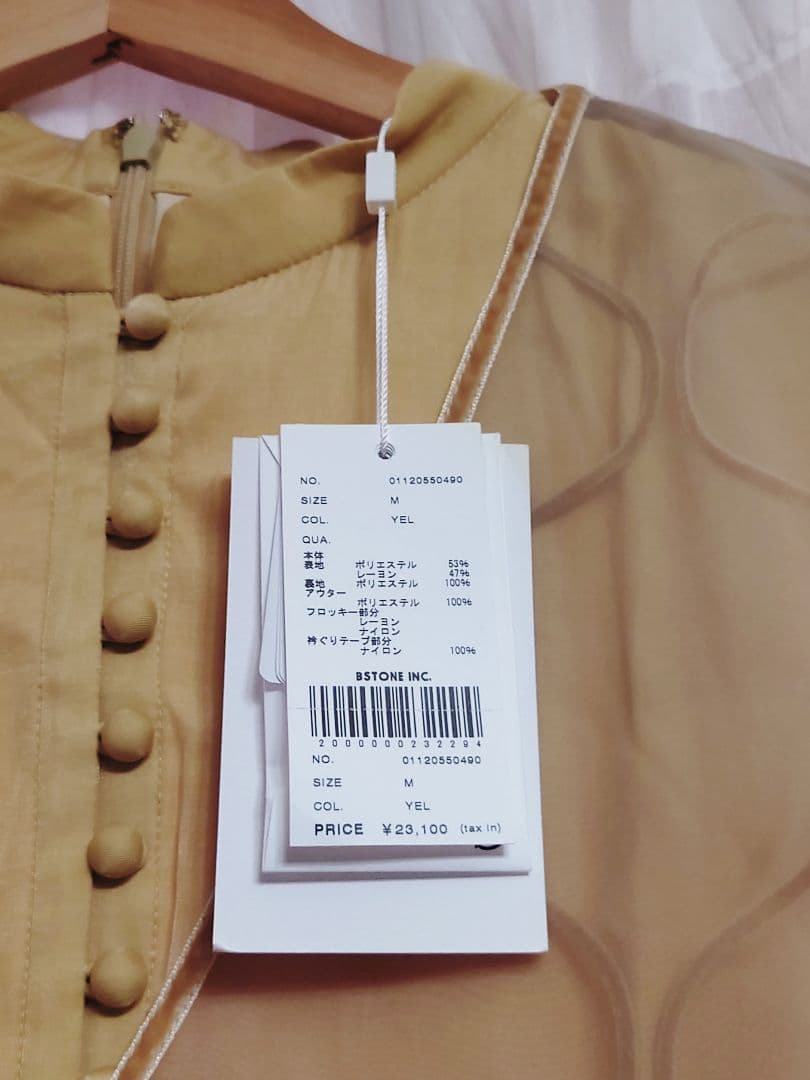 NO. 01120550490
SIZE M
COL. YEL
QUA.
本体
表地 ポリエステル 53%
レーヨン 47%
裏地 ポリエステル 100%
アウター
ポリエステル 100%
フロッキー部分
レーヨン
ナイロン
衿ぐりテープ部分
ナイロン 100%
BSTONE INC.
2000000232294
NO. 01120550490
SIZE M
COL. YEL
PRICE ¥23,100 (tax in)